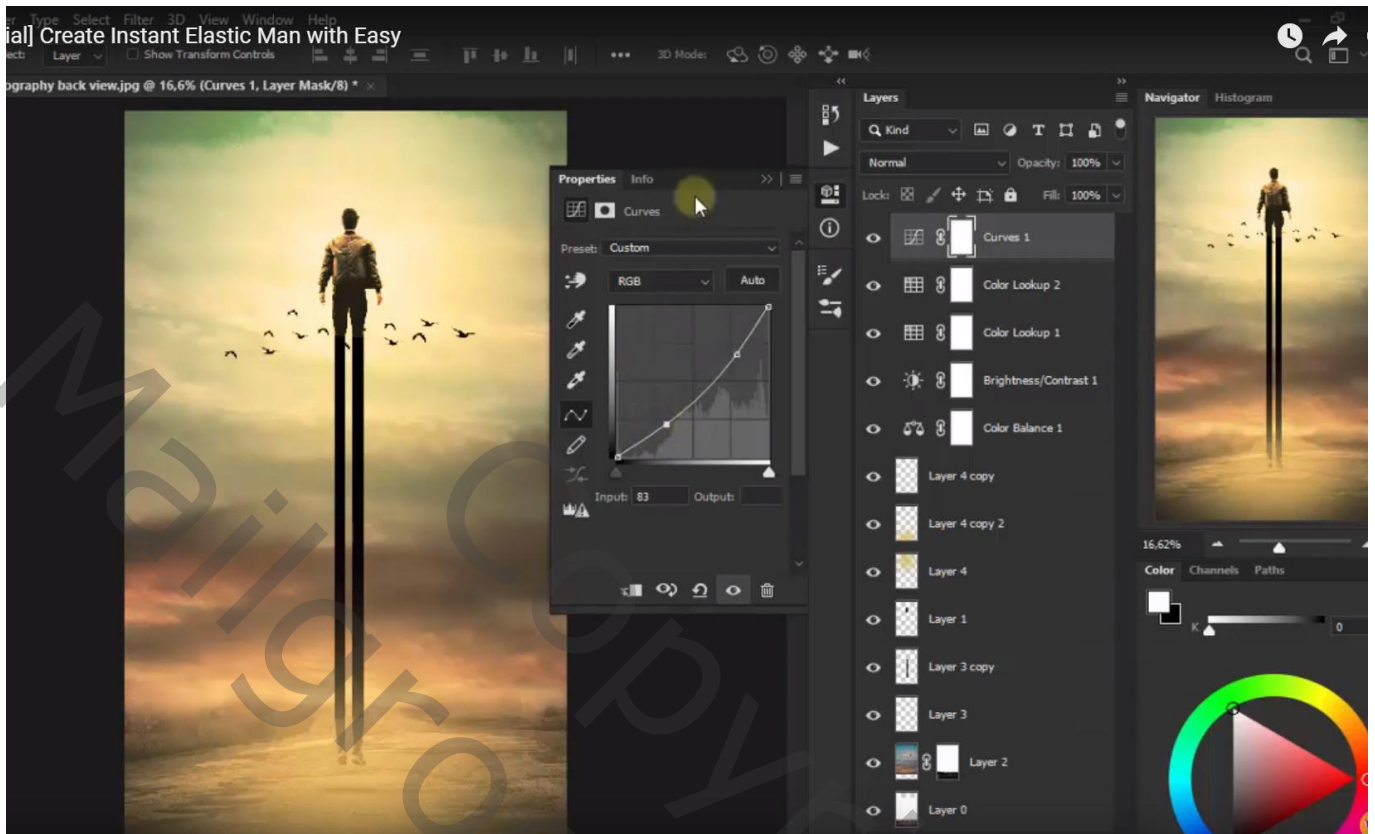 er Type Select Filter 3D View Window Help
ial] Create Instant Elastic Man with Easy
ect: Layer Show Transform Controls 3D Mode:
ography back view.jpg @ 16,6% (Curves 1, Layer Mask/8) * ×
Properties Info
Curves
Preset: Custom
RGB Auto
Input: 83 Output:
Layers
Kind
Normal Opacity: 100%
Lock: Fill: 100%
Curves 1
Color Lookup 2
Color Lookup 1
Brightness/Contrast 1
Color Balance 1
Layer 4 copy
Layer 4 copy 2
Layer 4
Layer 1
Layer 3 copy
Layer 3
Layer 2
Layer 0
Navigator Histogram
16,62%
Color Channels Paths
K 0
Mailgro
Copyr